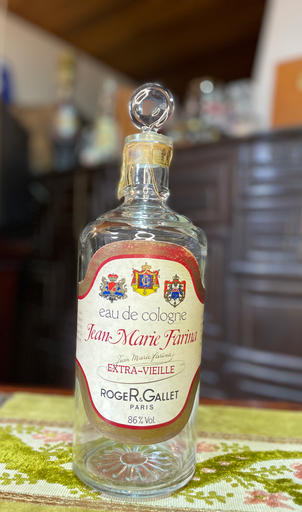 eau de cologne
Jean-Marie Farina
Jean Marie Farina
EXTRA-VIEILLE
ROGER&GALLET
PARIS
86% Vol.